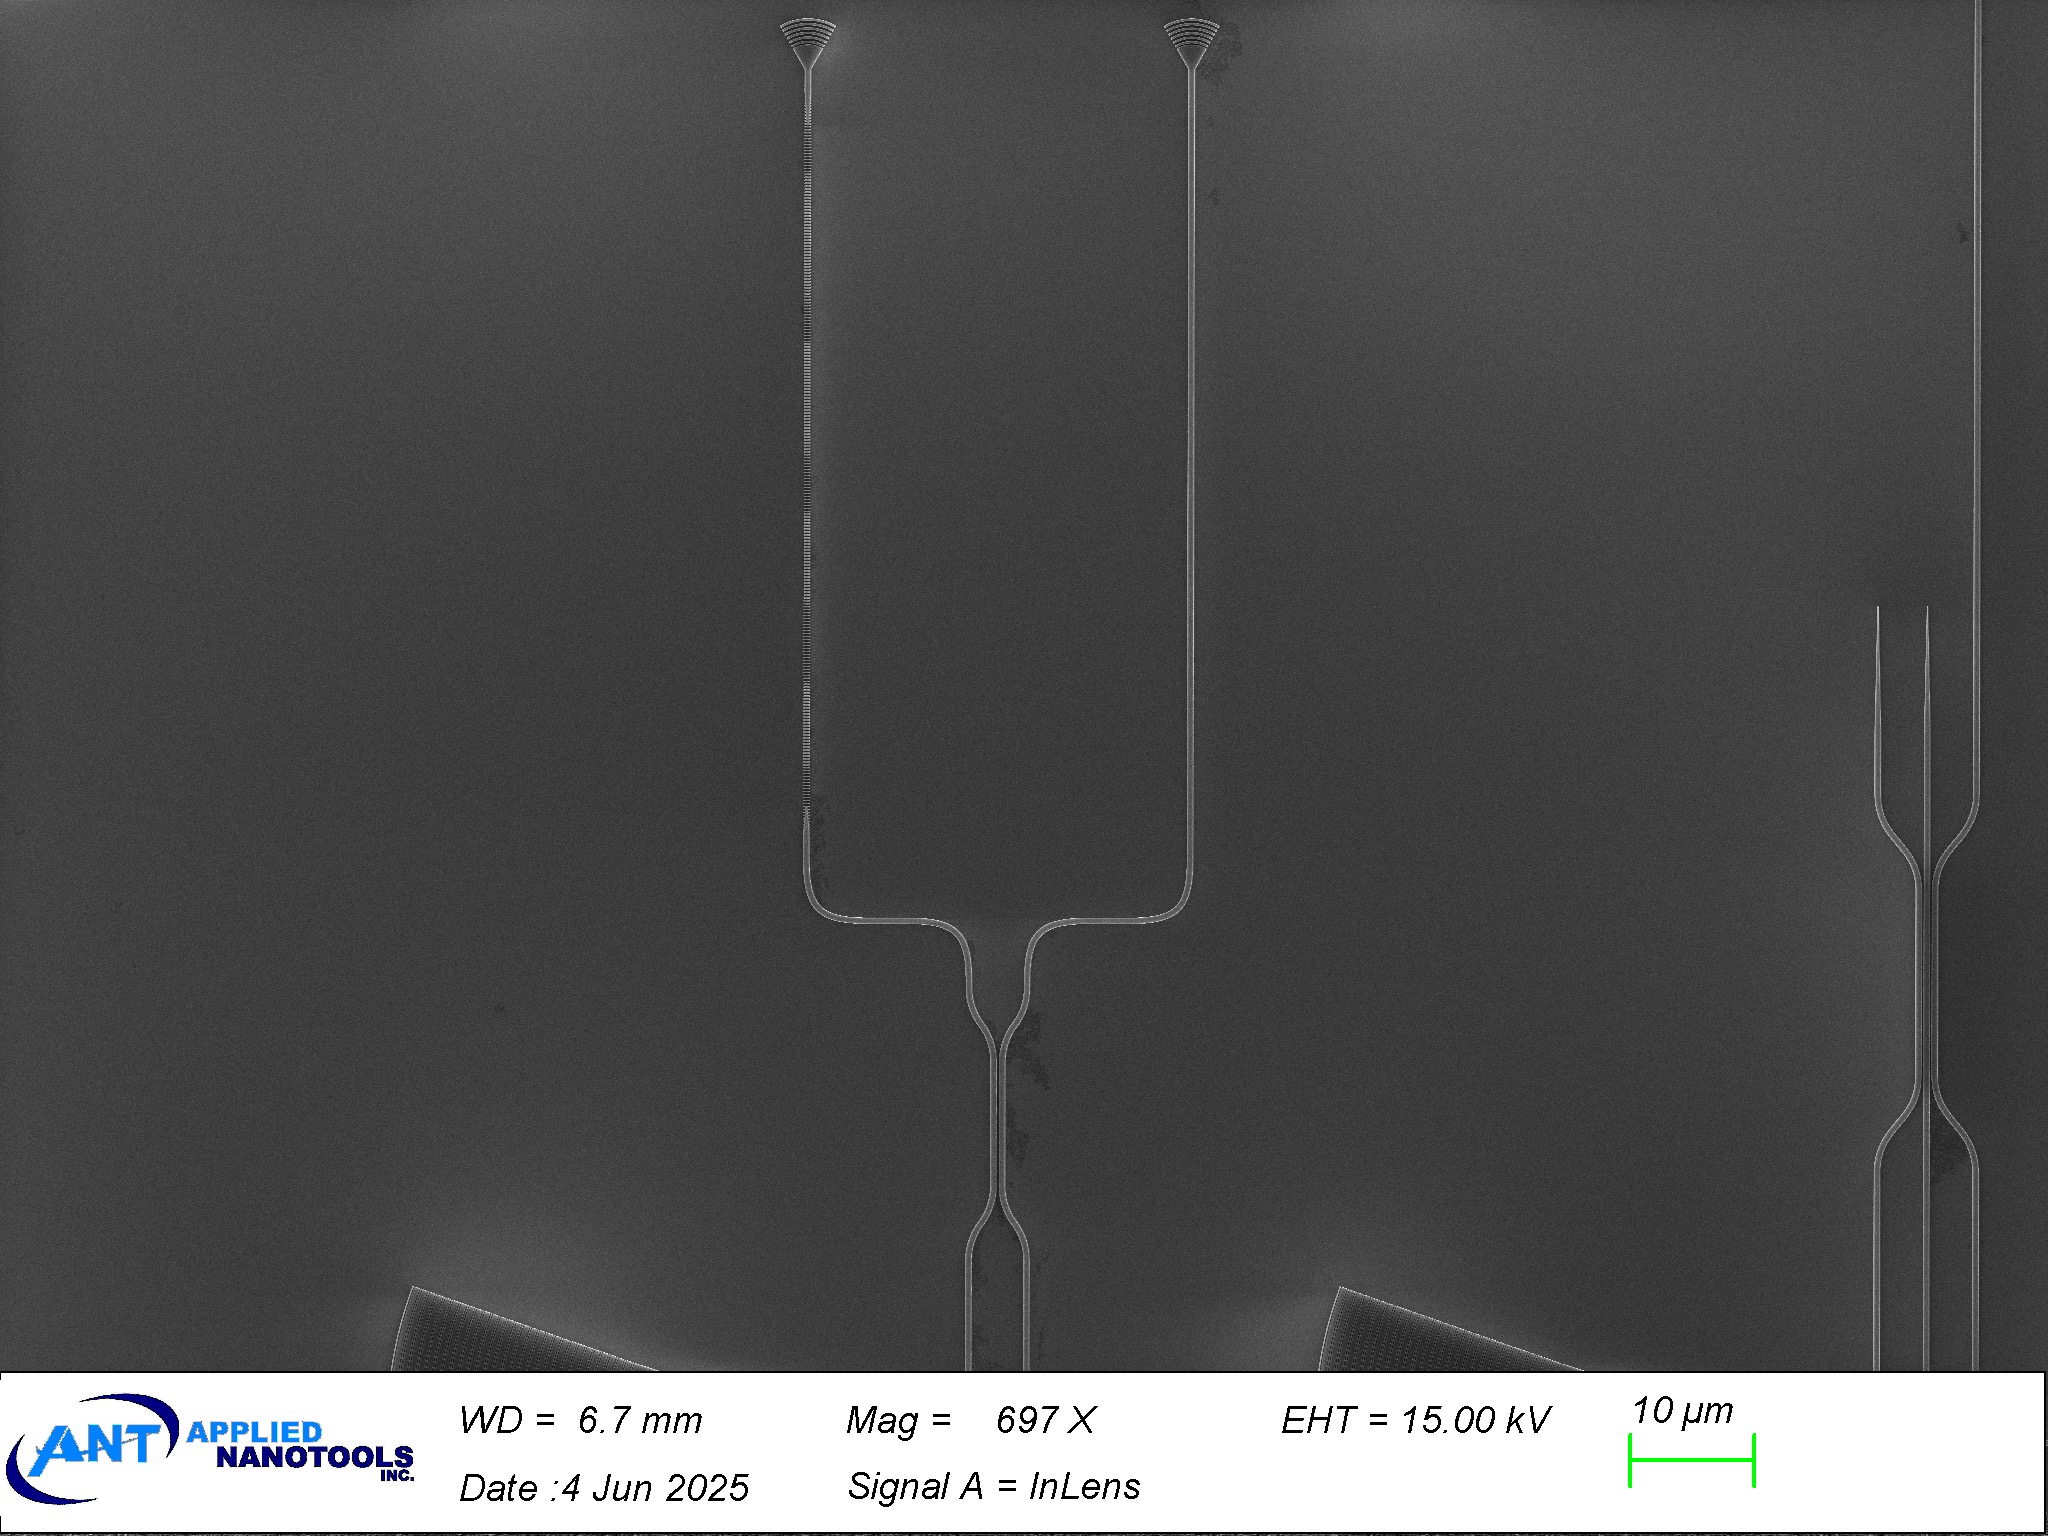 ANT APPLIED
NANOTOOLS
INC.
WD = 6.7 mm
Mag = 697 X
EHT = 15.00 kV
10 µm
Date :4 Jun 2025
Signal A = InLens